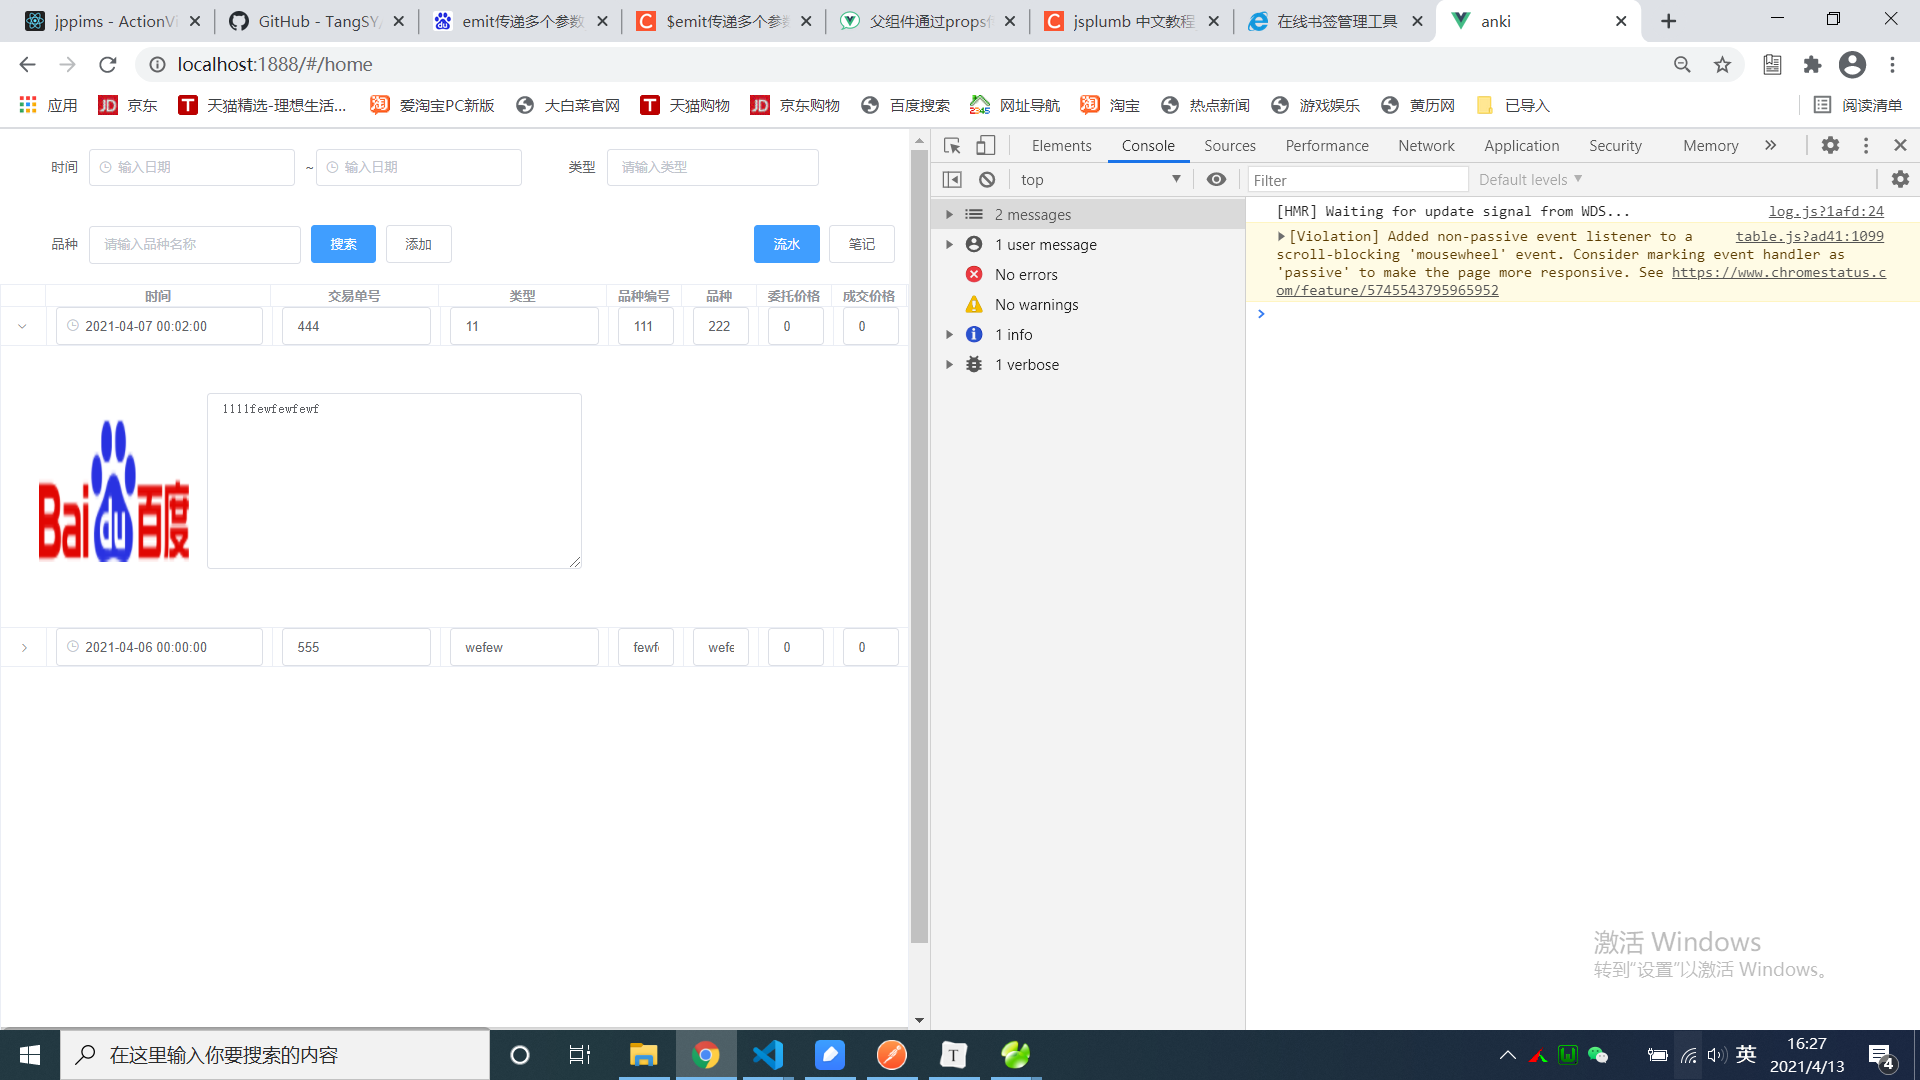 jppims - ActionVi
GitHub - TangSY/
emit传递多个参数
$emit传递多个参
父组件通过props
jsplumb 中文教程
在线书签管理工具
anki
localhost:1888/#/home
应用
京东
天猫精选-理想生活...
爱淘宝PC新版
大白菜官网
天猫购物
京东购物
百度搜索
网址导航
淘宝
热点新闻
游戏娱乐
黄历网
已导入
阅读清单
时间 输入日期 ~ 输入日期 类型 请输入类型
品种 请输入品种名称 搜索 添加 流水 笔记
时间 交易单号 类型 品种编号 品种 委托价格 成交价格
2021-04-07 00:02:00 444 11 111 222 0 0
1111fewfewfewf
Bai du 百度
2021-04-06 00:00:00 555 wefew fewf wefe 0 0
Elements Console Sources Performance Network Application Security Memory
top Filter Default levels
2 messages
1 user message
No errors
No warnings
1 info
1 verbose
[HMR] Waiting for update signal from WDS... log.js?1afd:24
[Violation] Added non-passive event listener to a table.js?ad41:1099
scroll-blocking 'mousewheel' event. Consider marking event handler as
'passive' to make the page more responsive. See https://www.chromestatus.c
om/feature/5745543795965952
激活 Windows
转到“设置”以激活 Windows。
在这里输入你要搜索的内容
英
16:27
2021/4/13
4